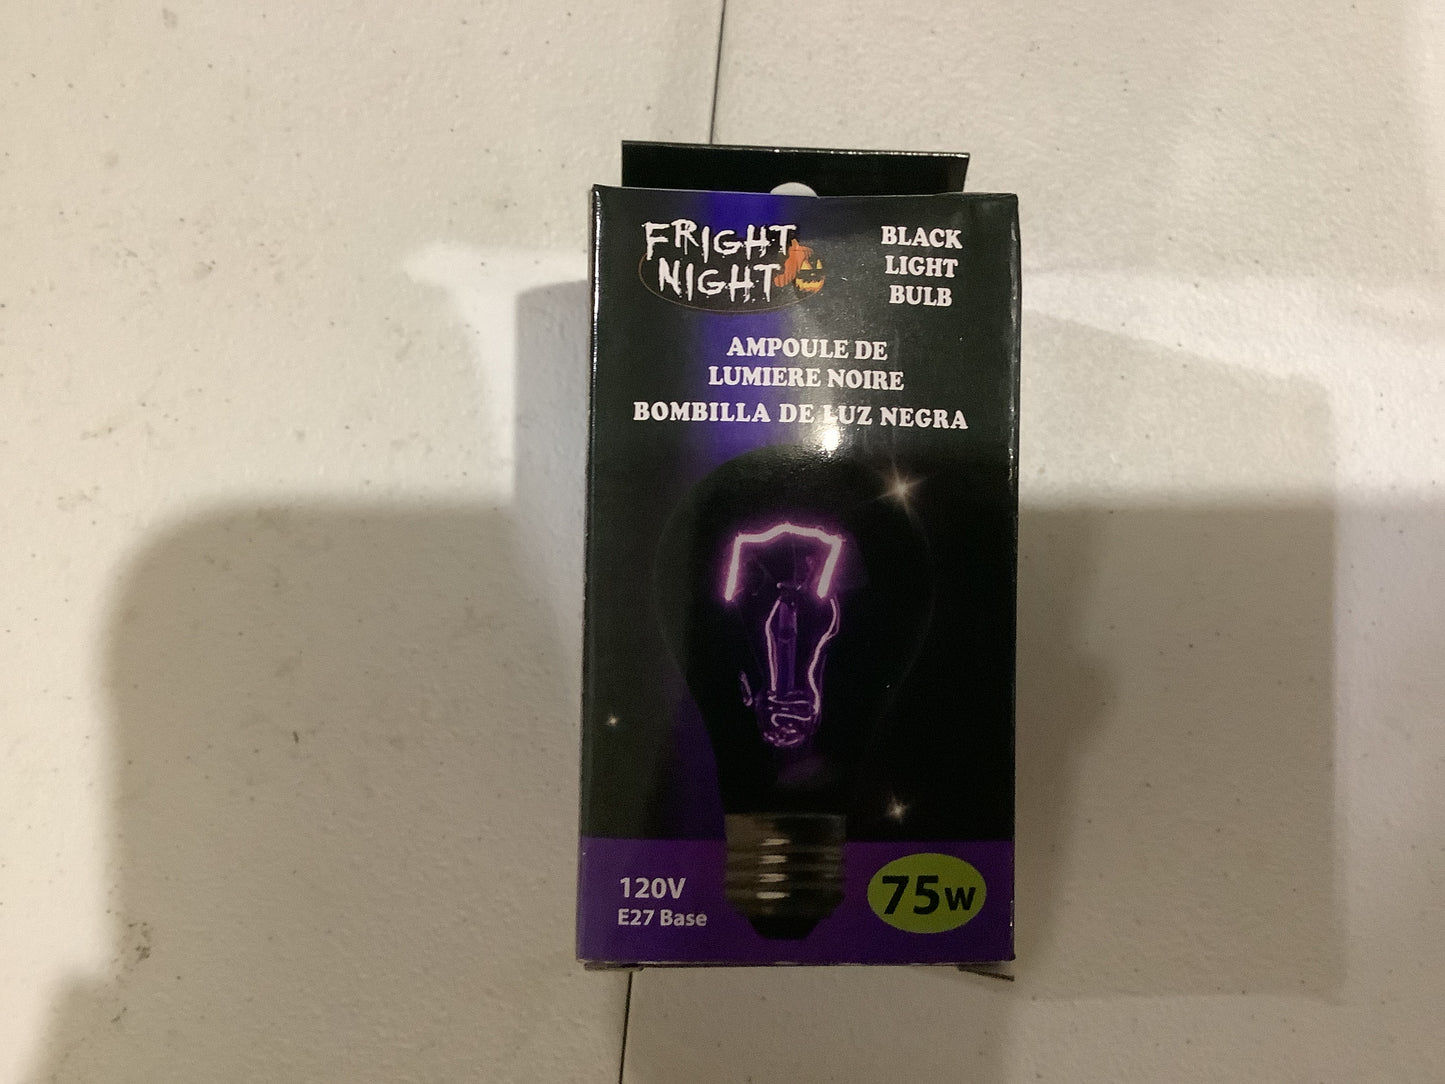 FRIGHT
NIGHT
BLACK
LIGHT
BULB
AMPOULE DE
LUMIERE NOIRE
BOMBILLA DE LUZ NEGRA
120V
E27 Base
75W